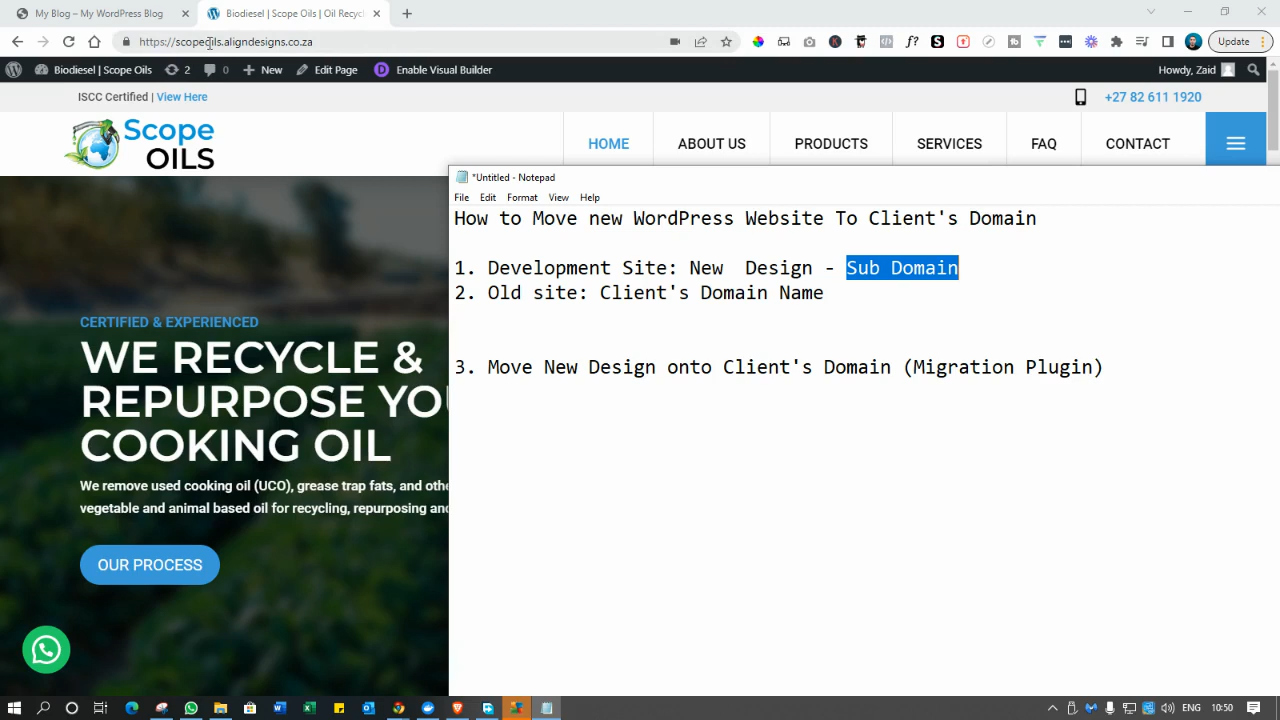 My Blog – My WordPress Blog
Biodiesel | Scope Oils | Oil Recycl
https://scopeoils.aligndesigns.co.za
Update
Biodiesel | Scope Oils
2
0
New
Edit Page
Enable Visual Builder
Howdy, Zaid
ISCC Certified | View Here
+27 82 611 1920
Scope
OILS
HOME
ABOUT US
PRODUCTS
SERVICES
FAQ
CONTACT
*Untitled - Notepad
File Edit Format View Help
How to Move new WordPress Website To Client's Domain
1. Development Site: New  Design - Sub Domain
2. Old site: Client's Domain Name
3. Move New Design onto Client's Domain (Migration Plugin)
CERTIFIED & EXPERIENCED
WE RECYCLE &
REPURPOSE YO
COOKING OIL
We remove used cooking oil (UCO), grease trap fats, and othe
vegetable and animal based oil for recycling, repurposing an
OUR PROCESS
ENG
10:50